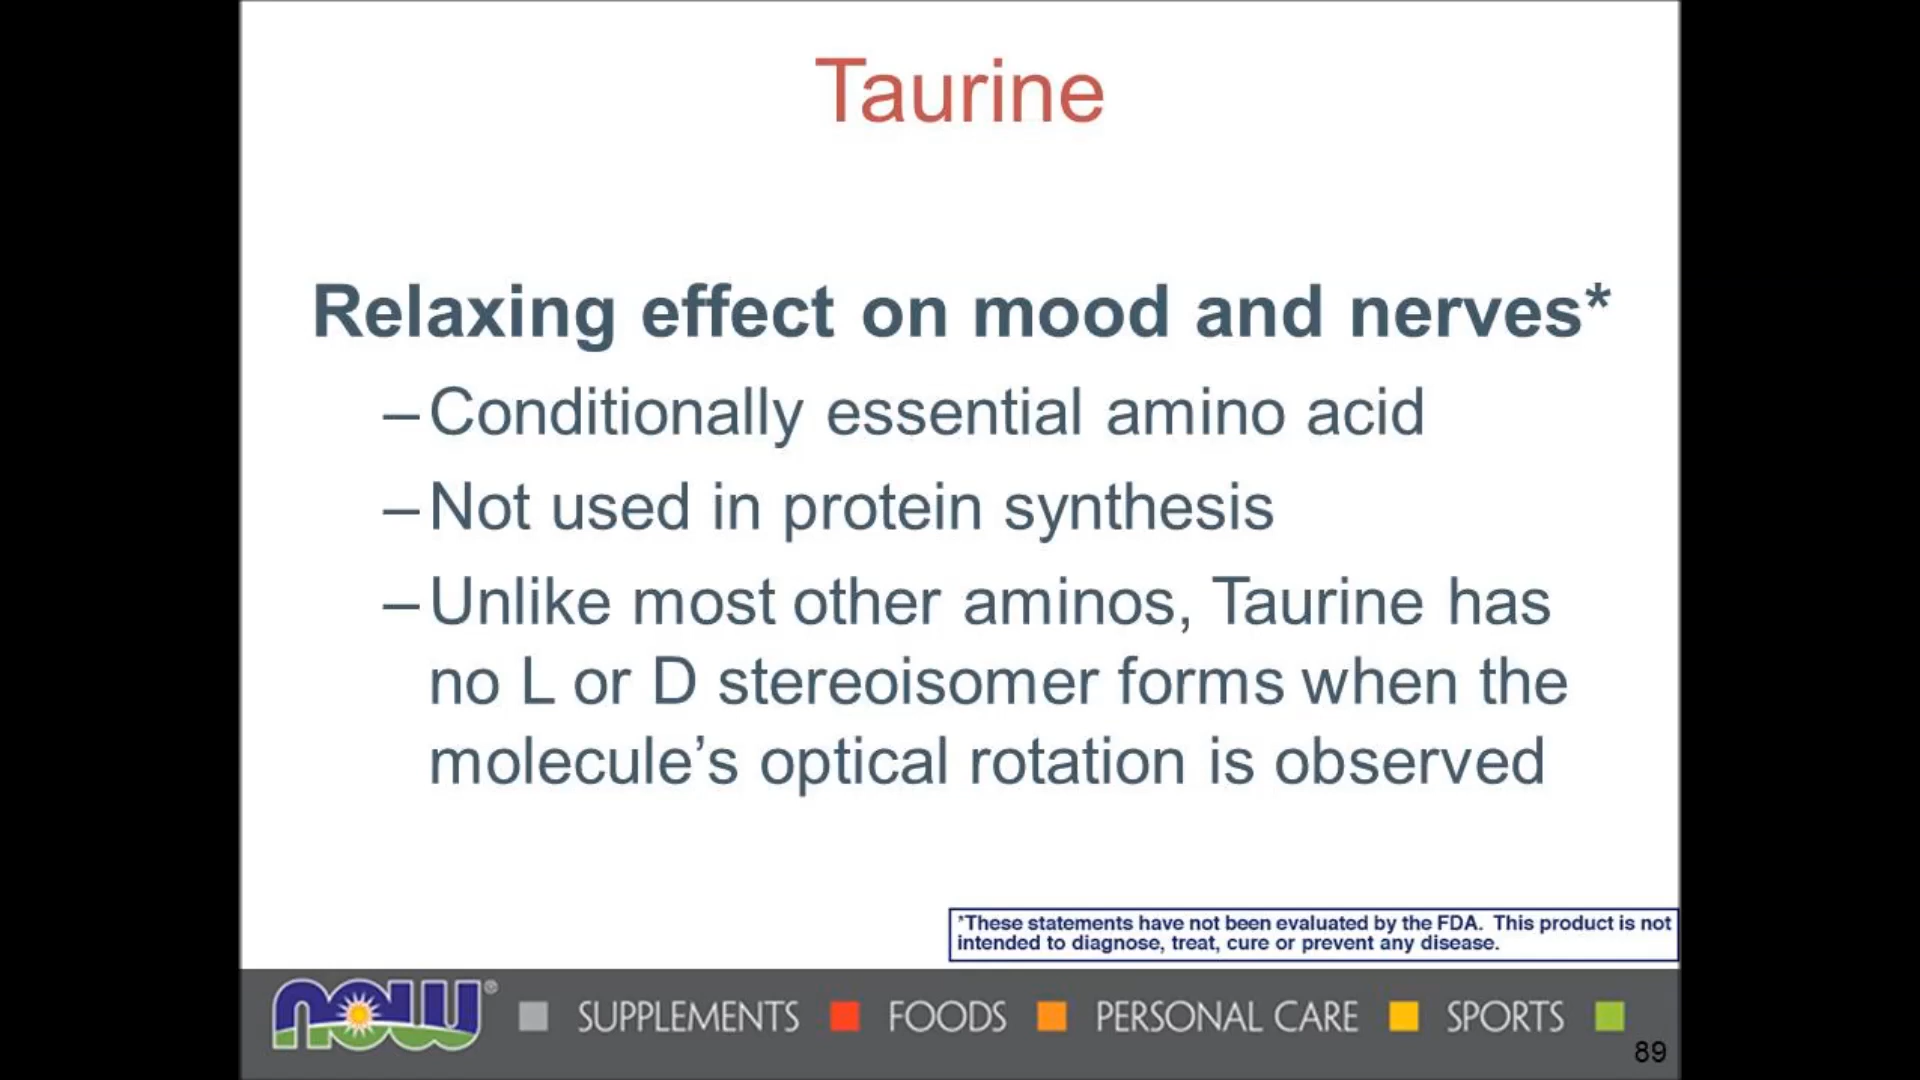 Taurine
Relaxing effect on mood and nerves*
–Conditionally essential amino acid
–Not used in protein synthesis
–Unlike most other aminos, Taurine has
no L or D stereoisomer forms when the
molecule’s optical rotation is observed
*These statements have not been evaluated by the FDA. This product is not
intended to diagnose, treat, cure or prevent any disease.
NOW® SUPPLEMENTS FOODS PERSONAL CARE SPORTS
89